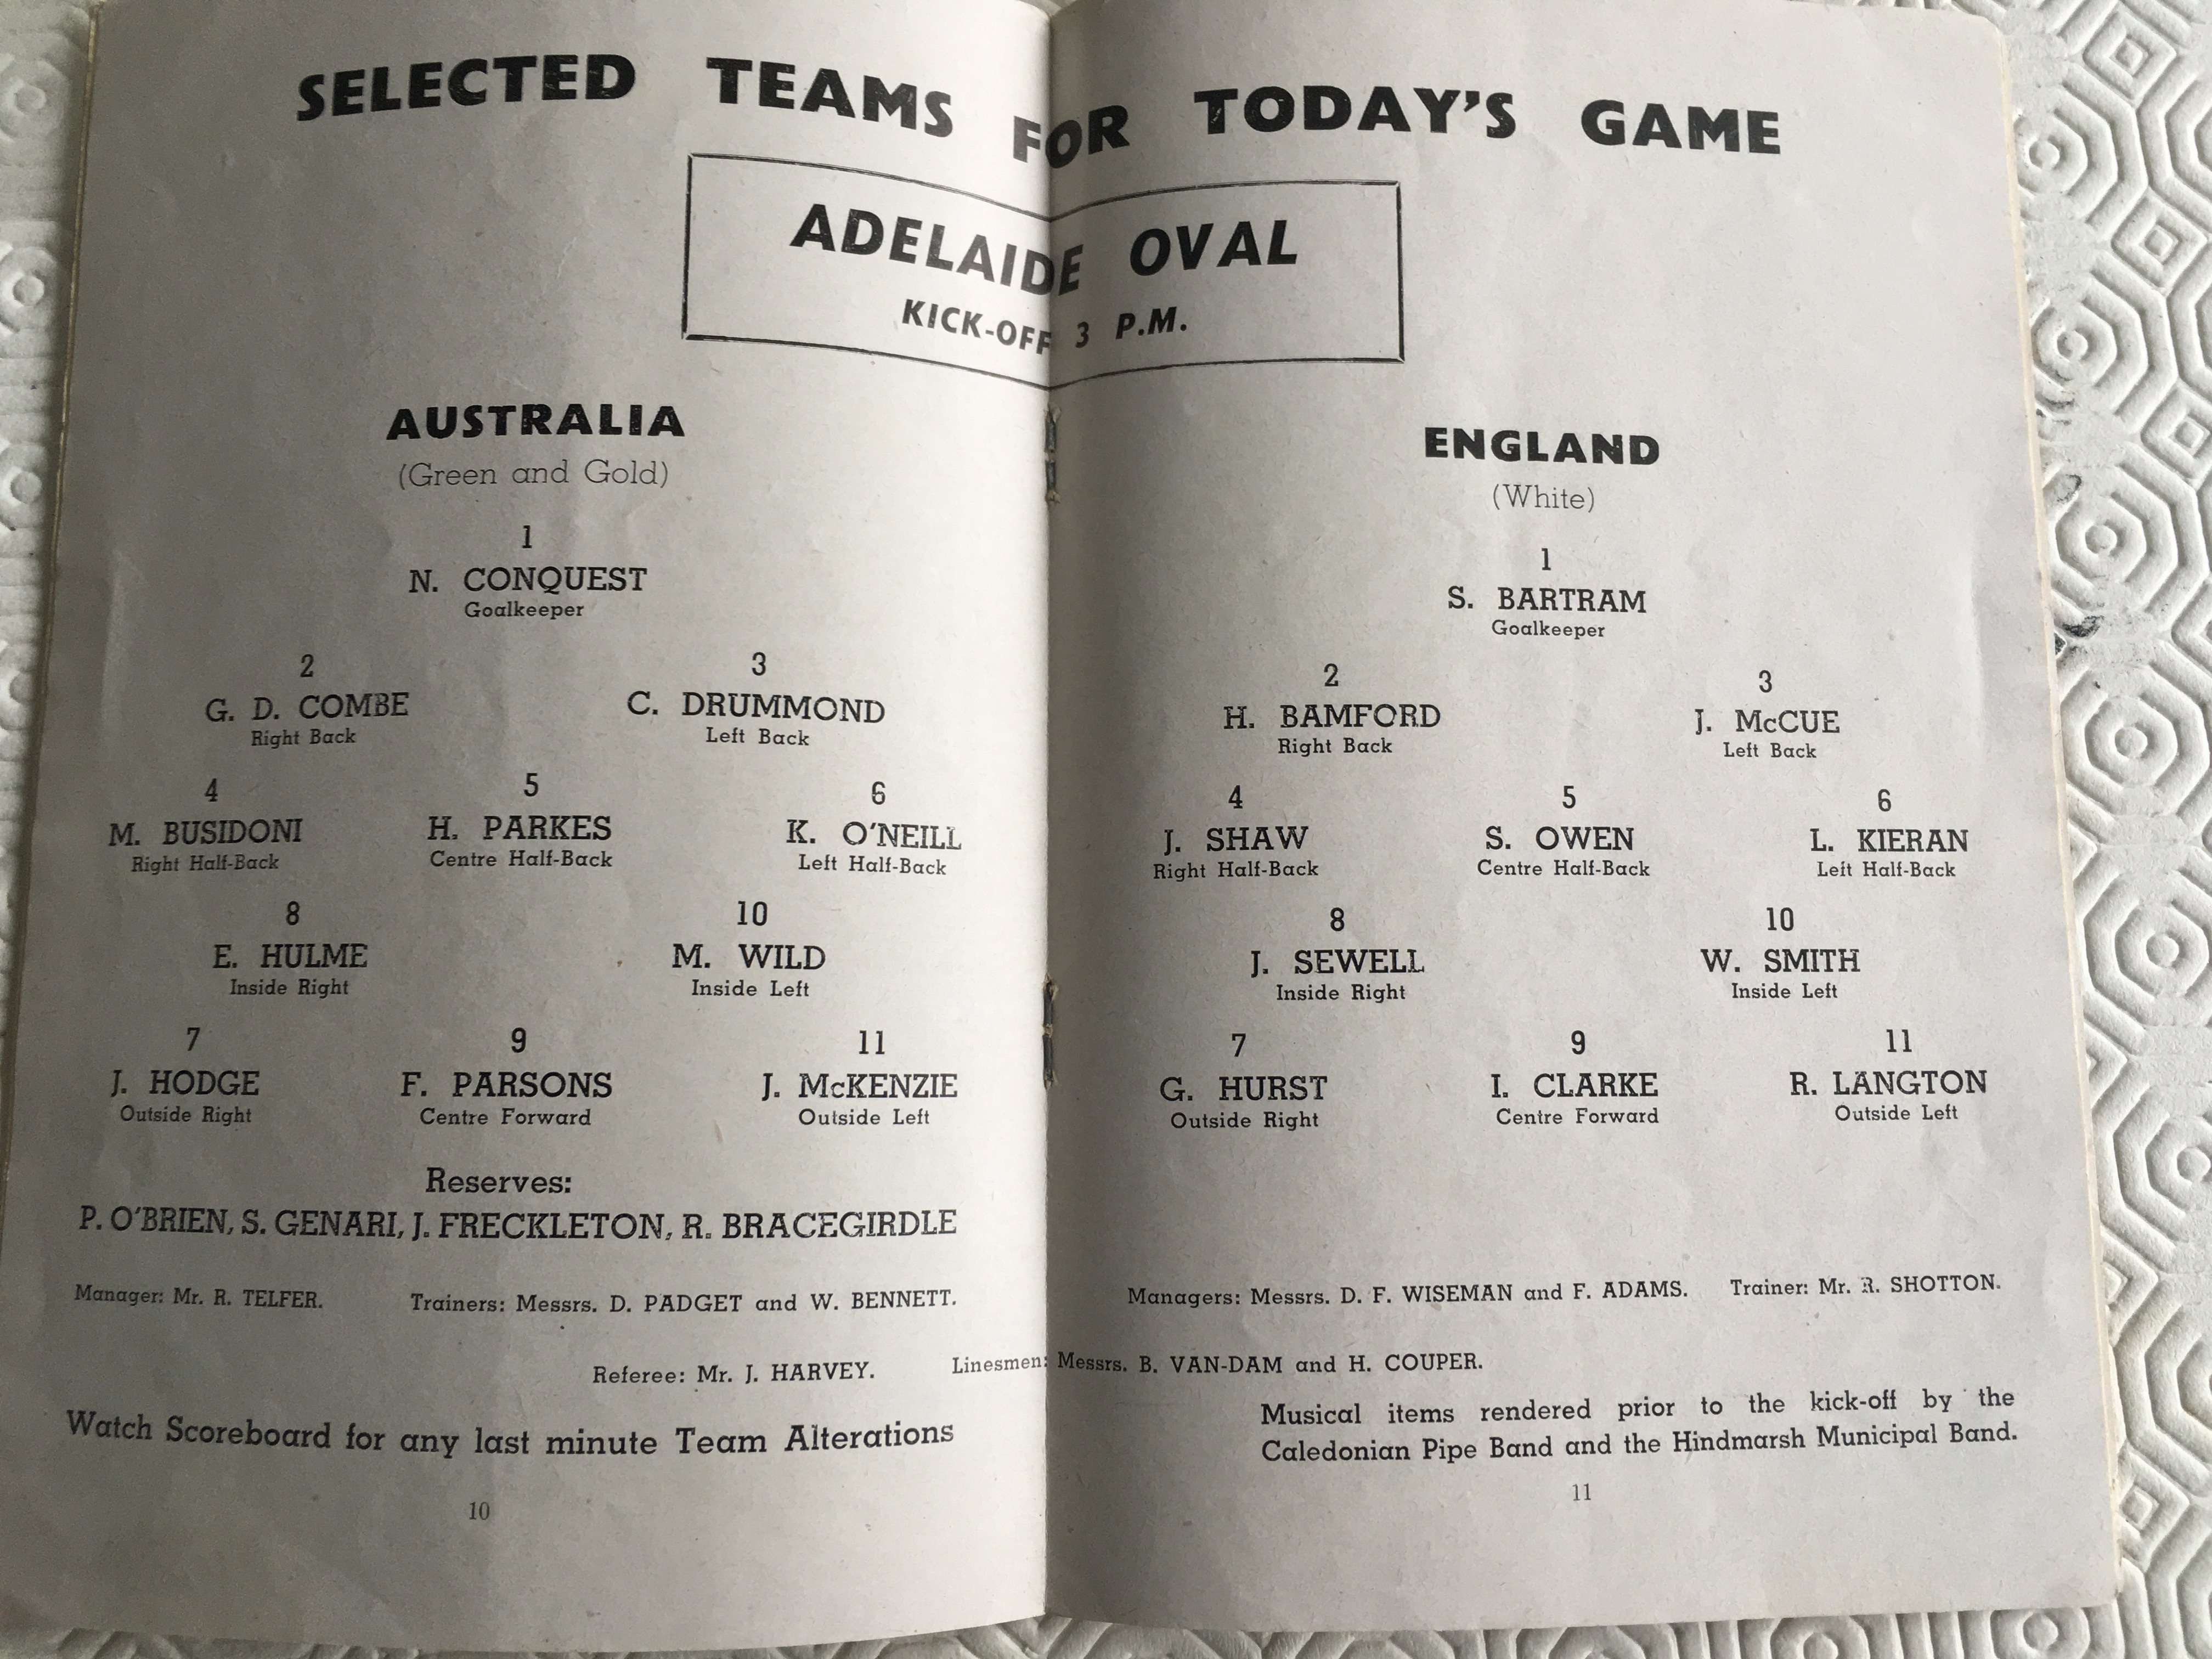 SELECTED TEAMS FOR TODAY'S GAME
ADELAIDE OVAL
KICK-OFF 3 P.M.
AUSTRALIA
(Green and Gold)
1
N. CONQUEST
Goalkeeper
2 3
G. D. COMBE C. DRUMMOND
Right Back Left Back
4 5 6
M. BUSIDONI H. PARKES K. O'NEILL
Right Half-Back Centre Half-Back Left Half-Back
8 10
E. HULME M. WILD
Inside Right Inside Left
7 9 11
J. HODGE F. PARSONS J. McKENZIE
Outside Right Centre Forward Outside Left
Reserves:
P. O'BRIEN, S. GENARI, J. FRECKLETON, R. BRACEGIRDLE
Manager: Mr. R. TELFER. Trainers: Messrs. D. PADGET and W. BENNETT.
ENGLAND
(White)
1
S. BARTRAM
Goalkeeper
2 3
H. BAMFORD J. McCUE
Right Back Left Back
4 5 6
J. SHAW S. OWEN L. KIERAN
Right Half-Back Centre Half-Back Left Half-Back
8 10
J. SEWELL W. SMITH
Inside Right Inside Left
7 9 11
G. HURST I. CLARKE R. LANGTON
Outside Right Centre Forward Outside Left
Managers: Messrs. D. F. WISEMAN and F. ADAMS. Trainer: Mr. R. SHOTTON.
Referee: Mr. J. HARVEY. Linesmen: Messrs. B. VAN-DAM and H. COUPER.
Watch Scoreboard for any last minute Team Alterations
10
Musical items rendered prior to the kick-off by the
Caledonian Pipe Band and the Hindmarsh Municipal Band.
11